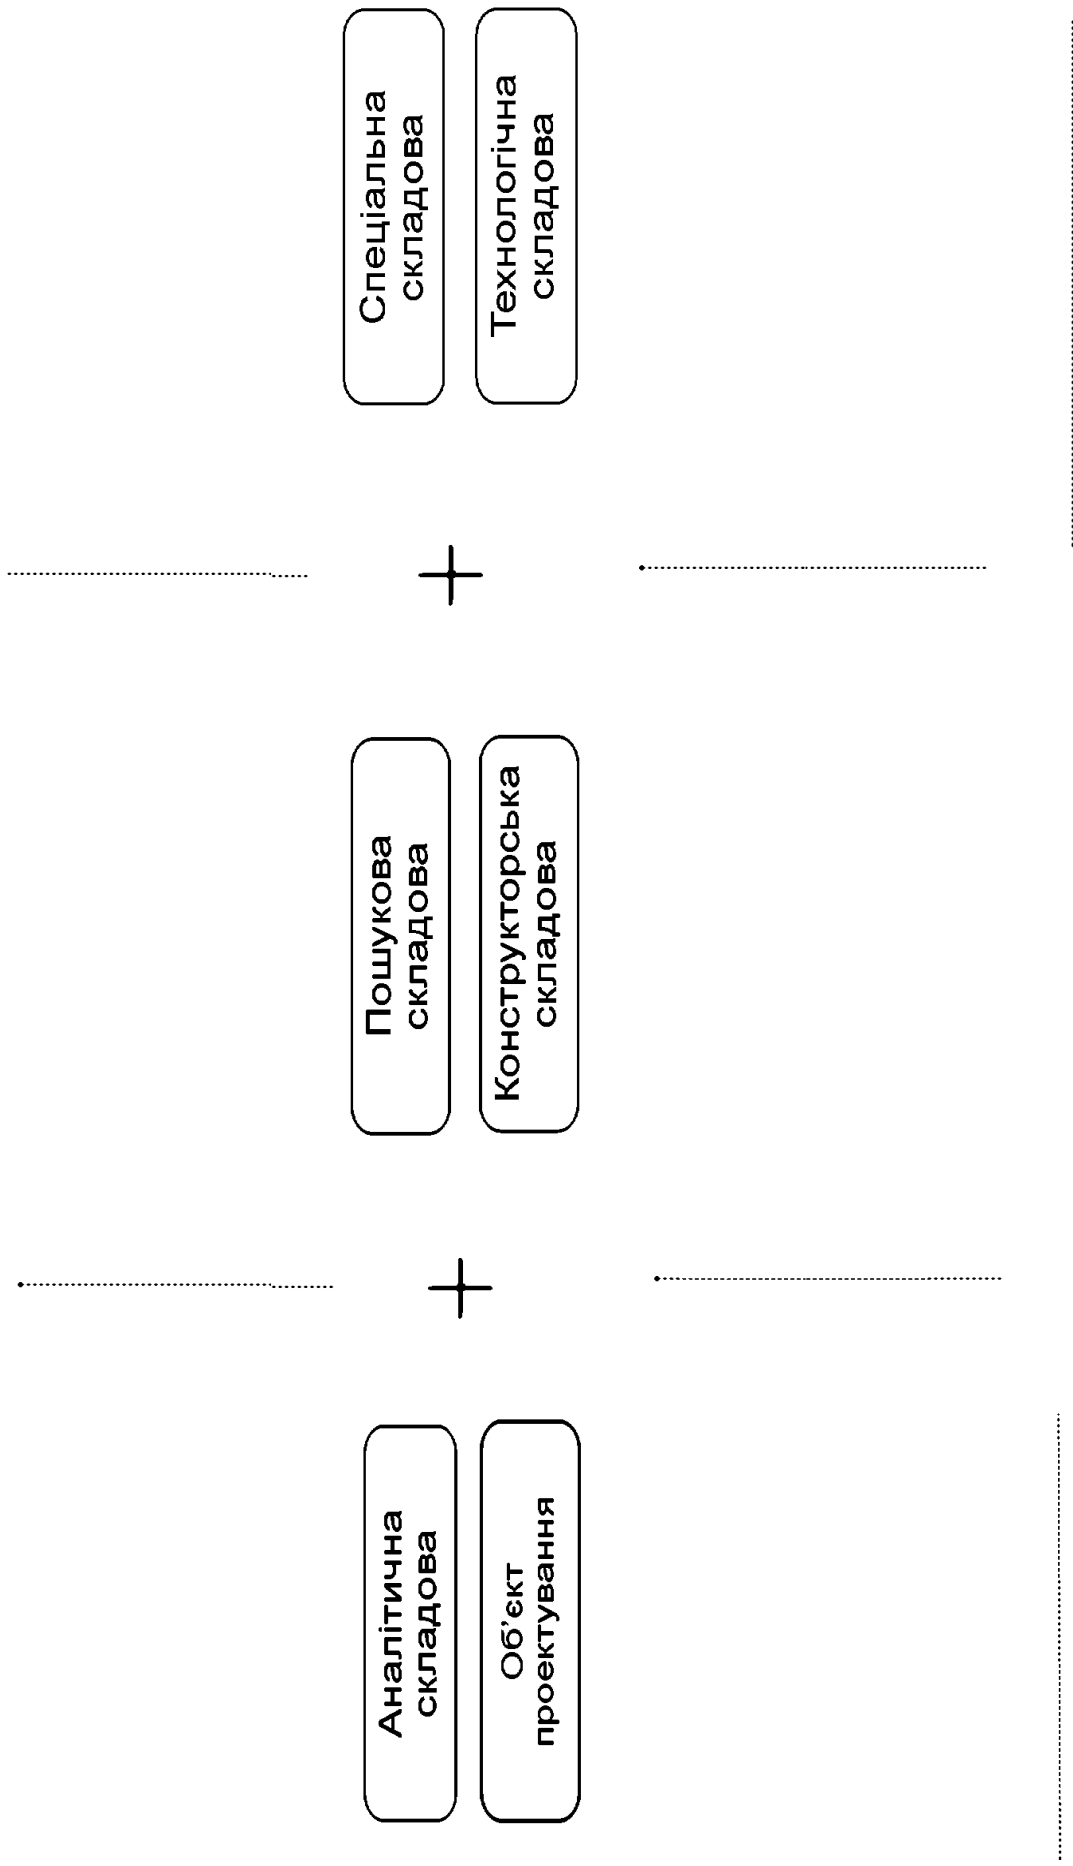 Аналітична
складова
Об’єкт
проектування
Пошукова
складова
Конструкторська
складова
Спеціальна
складова
Технологічна
складова